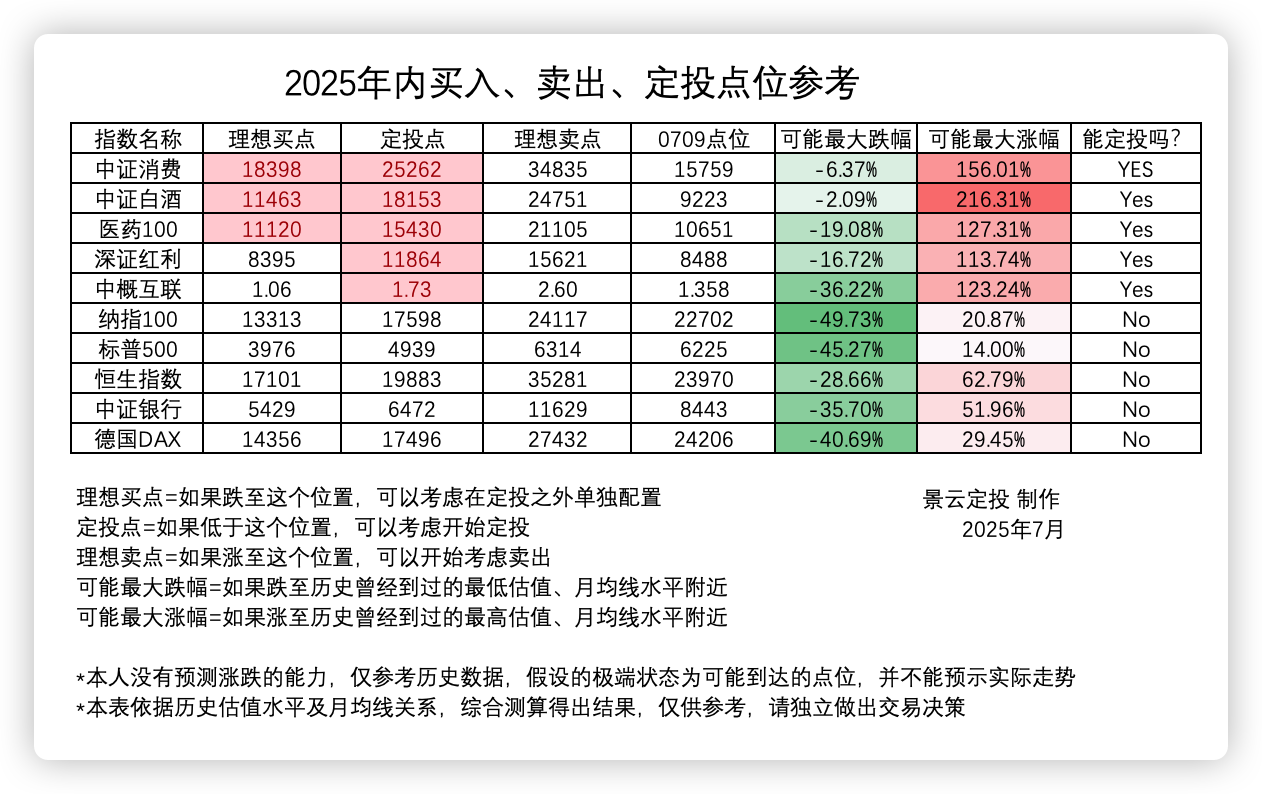 2025年内买入、卖出、定投点位参考
指数名称 理想买点 定投点 理想卖点 0709点位 可能最大跌幅 可能最大涨幅 能定投吗?
中证消费 18398 25262 34835 15759 -6.37% 156.01% YES
中证白酒 11463 18153 24751 9223 -2.09% 216.31% Yes
医药100 11120 15430 21105 10651 -19.08% 127.31% Yes
深证红利 8395 11864 15621 8488 -16.72% 113.74% Yes
中概互联 1.06 1.73 2.60 1.358 -36.22% 123.24% Yes
纳指100 13313 17598 24117 22702 -49.73% 20.87% No
标普500 3976 4939 6314 6225 -45.27% 14.00% No
恒生指数 17101 19883 35281 23970 -28.66% 62.79% No
中证银行 5429 6472 11629 8443 -35.70% 51.96% No
德国DAX 14356 17496 27432 24206 -40.69% 29.45% No
理想买点=如果跌至这个位置，可以考虑在定投之外单独配置
景云定投 制作
定投点=如果低于这个位置，可以考虑开始定投
2025年7月
理想卖点=如果涨至这个位置，可以开始考虑卖出
可能最大跌幅=如果跌至历史曾经到过的最低估值、月均线水平附近
可能最大涨幅=如果涨至历史曾经到过的最高估值、月均线水平附近
*本人没有预测涨跌的能力，仅参考历史数据，假设的极端状态为可能到达的点位，并不能预示实际走势
*本表依据历史估值水平及月均线关系，综合测算得出结果，仅供参考，请独立做出交易决策